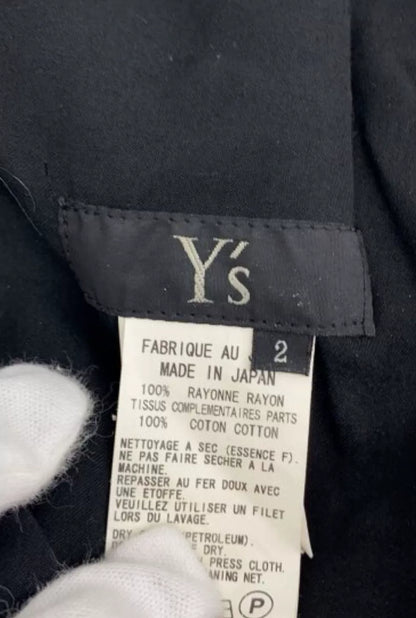 Y's
2
FABRIQUE AU
MADE IN JAPAN
100% RAYONNE RAYON
TISSUS COMPLEMENTAIRES PARTS
100% COTON COTTON
NETTOYAGE A SEC (ESSENCE F).
NE PAS FAIRE SECHER A LA
MACHINE.
REPASSER AU FER DOUX AVEC
UNE ETOFFE.
VEUILLEZ UTILISER UN FILET
LORS DU LAVAGE.
DRY (PETROLEUM).
DRY.
PRESS CLOTH.
NET.
P